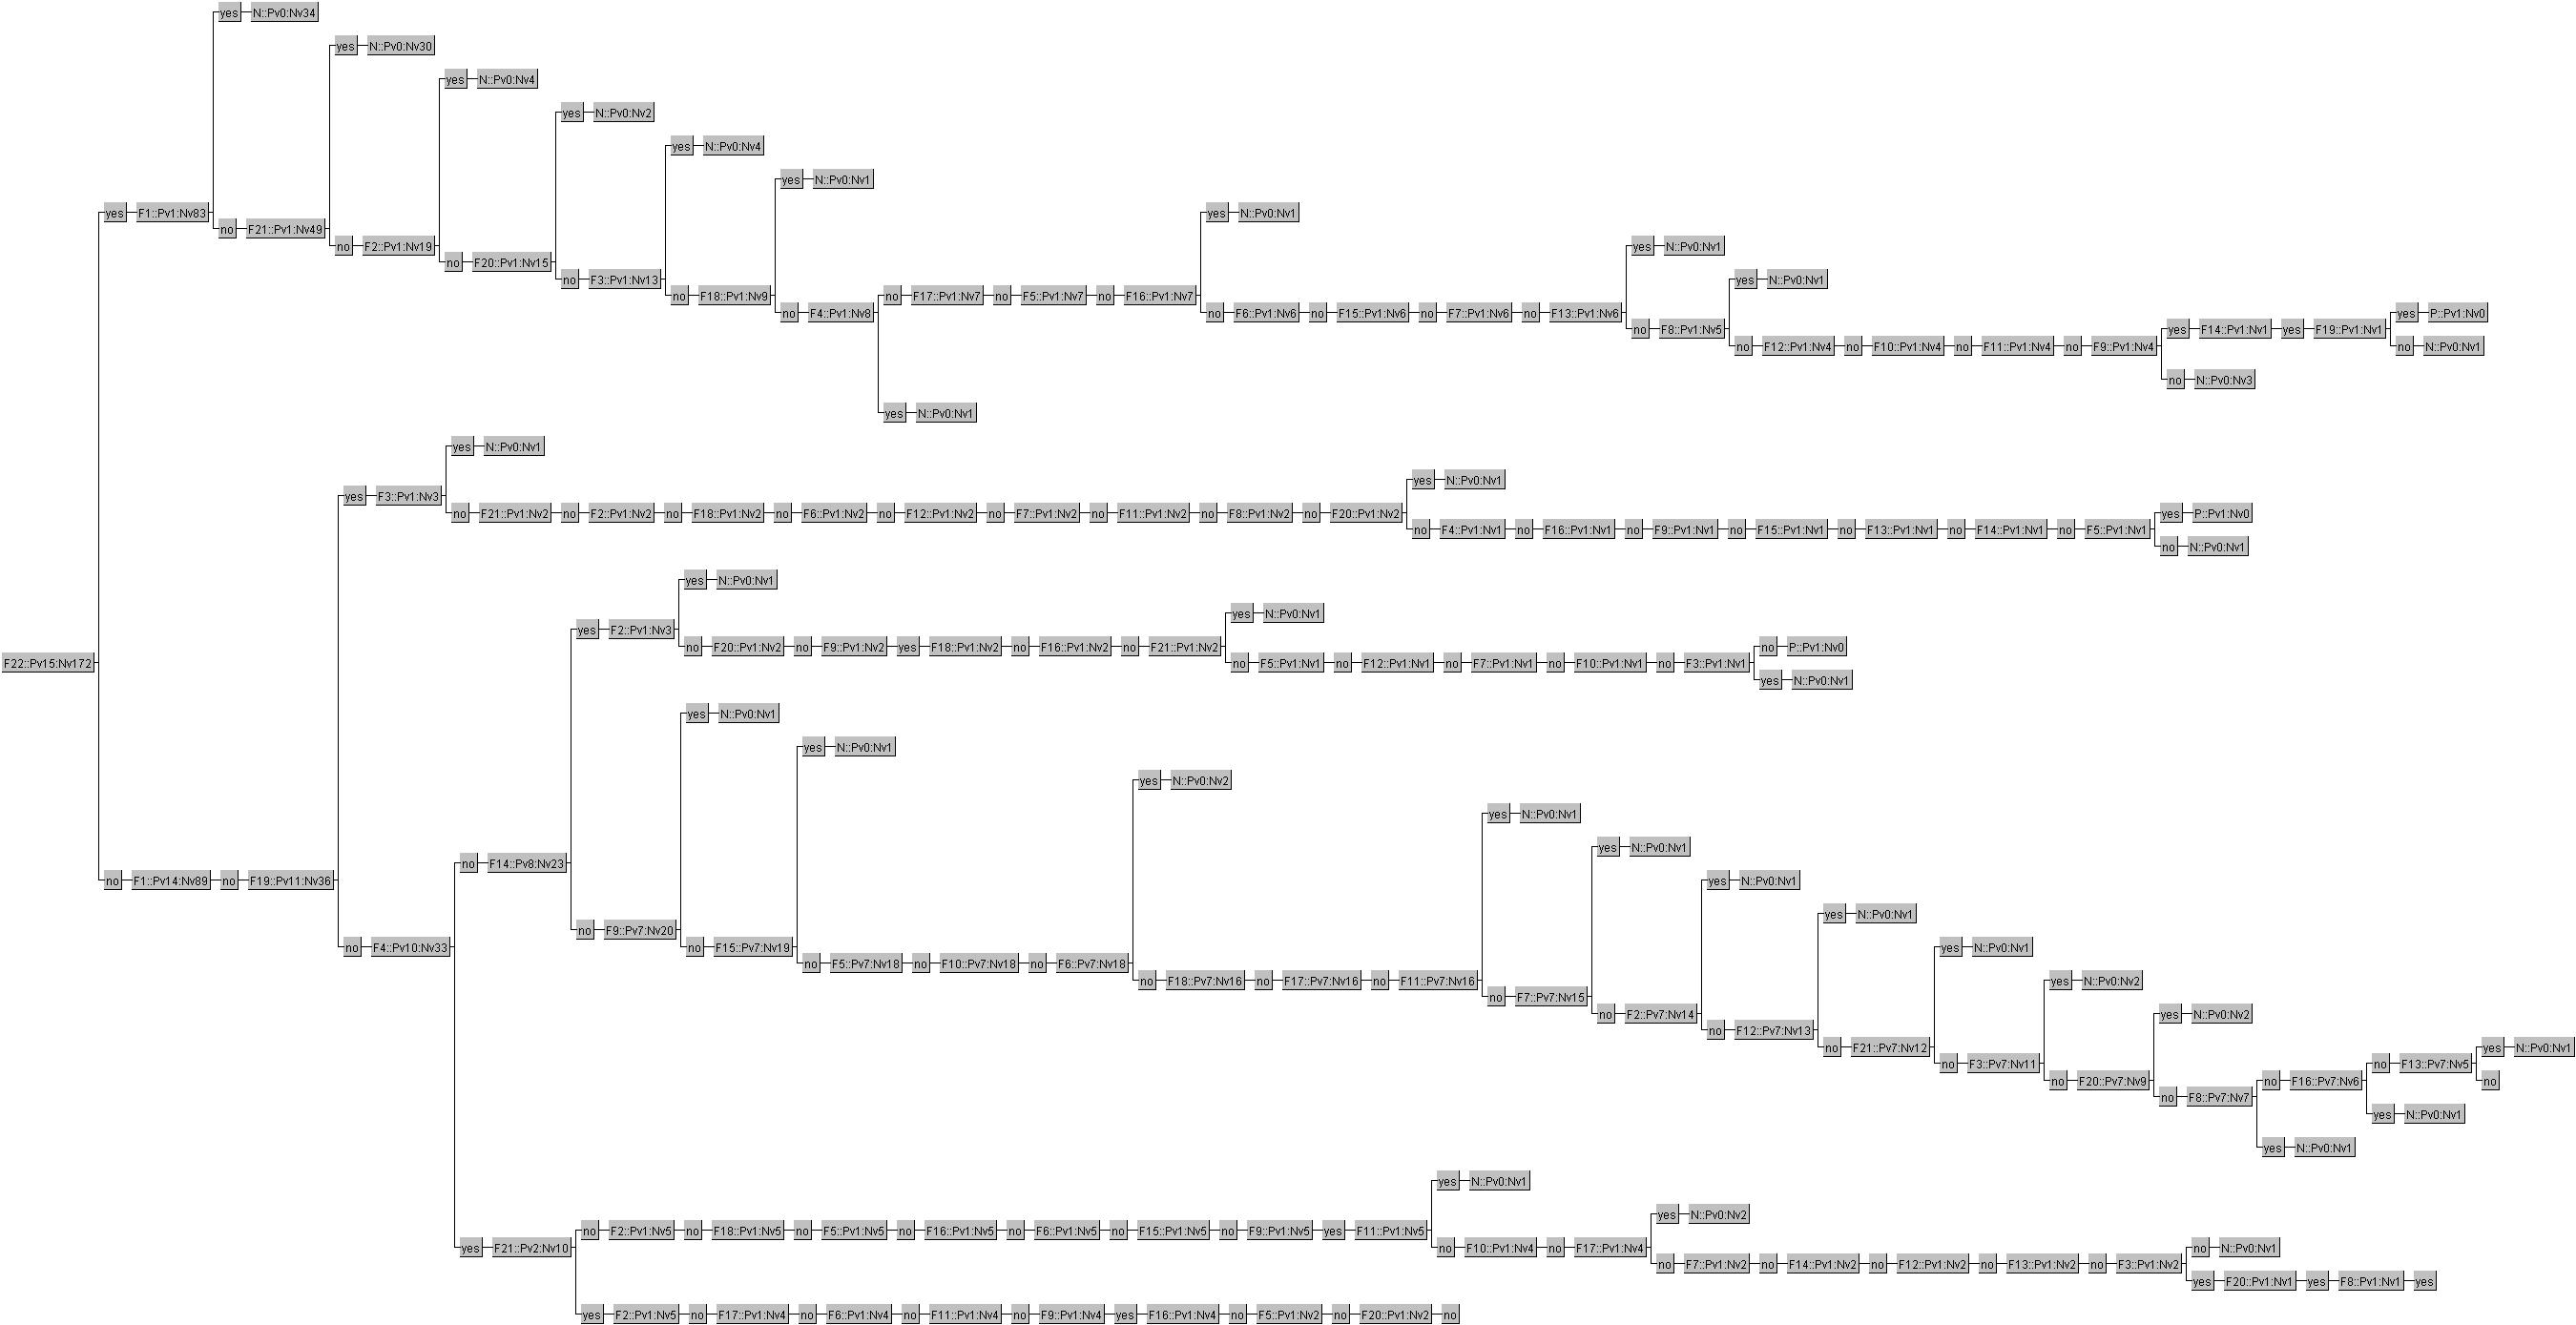 yes N::Pv0:Nv34
yes N::Pv0:Nv30
yes N::Pv0:Nv4
yes N::Pv0:Nv2
yes N::Pv0:Nv4
yes N::Pv0:Nv1
yes F1::Pv1:Nv83 yes N::Pv0:Nv1
no F21::Pv1:Nv49
no F2::Pv1:Nv19 yes N::Pv0:Nv1
no F20::Pv1:Nv15
no F3::Pv1:Nv13 yes N::Pv0:Nv1
no F18::Pv1:Nv9 no F17::Pv1:Nv7 no F5::Pv1:Nv7 no F16::Pv1:Nv7
no F4::Pv1:Nv8 no F6::Pv1:Nv6 no F15::Pv1:Nv6 no F7::Pv1:Nv6 no F13::Pv1:Nv6 yes P::Pv1:Nv0
no F8::Pv1:Nv5 yes F14::Pv1:Nv1 yes F19::Pv1:Nv1
no F12::Pv1:Nv4 no F10::Pv1:Nv4 no F11::Pv1:Nv4 no F9::Pv1:Nv4 no N::Pv0:Nv1
no N::Pv0:Nv3
yes N::Pv0:Nv1
yes N::Pv0:Nv1
yes N::Pv0:Nv1
yes F3::Pv1:Nv3
no F21::Pv1:Nv2 no F2::Pv1:Nv2 no F18::Pv1:Nv2 no F6::Pv1:Nv2 no F12::Pv1:Nv2 no F7::Pv1:Nv2 no F11::Pv1:Nv2 no F8::Pv1:Nv2 no F20::Pv1:Nv2 yes P::Pv1:Nv0
no F4::Pv1:Nv1 no F16::Pv1:Nv1 no F9::Pv1:Nv1 no F15::Pv1:Nv1 no F13::Pv1:Nv1 no F14::Pv1:Nv1 no F5::Pv1:Nv1
no N::Pv0:Nv1
yes N::Pv0:Nv1
yes N::Pv0:Nv1
yes F2::Pv1:Nv3
no F20::Pv1:Nv2 no F9::Pv1:Nv2 yes F18::Pv1:Nv2 no F16::Pv1:Nv2 no F21::Pv1:Nv2 no P::Pv1:Nv0
F22::Pv15:Nv172 no F5::Pv1:Nv1 no F12::Pv1:Nv1 no F7::Pv1:Nv1 no F10::Pv1:Nv1 no F3::Pv1:Nv1
yes N::Pv0:Nv1
yes N::Pv0:Nv1
yes N::Pv0:Nv1
yes N::Pv0:Nv2
yes N::Pv0:Nv1
yes N::Pv0:Nv1
no F14::Pv8:Nv23
no F1::Pv14:Nv89 no F19::Pv11:Nv36 yes N::Pv0:Nv1
yes N::Pv0:Nv1
no F9::Pv7:Nv20
no F4::Pv10:Nv33 no F15::Pv7:Nv19 yes N::Pv0:Nv1
no F5::Pv7:Nv18 no F10::Pv7:Nv18 no F6::Pv7:Nv18
no F18::Pv7:Nv16 no F17::Pv7:Nv16 no F11::Pv7:Nv16 yes N::Pv0:Nv2
no F7::Pv7:Nv15
no F2::Pv7:Nv14 yes N::Pv0:Nv2
no F12::Pv7:Nv13
no F21::Pv7:Nv12 yes N::Pv0:Nv1
no F3::Pv7:Nv11 no F13::Pv7:Nv5
no F20::Pv7:Nv9 no F16::Pv7:Nv6 no
no F8::Pv7:Nv7
yes N::Pv0:Nv1
yes N::Pv0:Nv1
yes N::Pv0:Nv1
yes N::Pv0:Nv2
no F2::Pv1:Nv5 no F18::Pv1:Nv5 no F5::Pv1:Nv5 no F16::Pv1:Nv5 no F6::Pv1:Nv5 no F15::Pv1:Nv5 no F9::Pv1:Nv5 yes F11::Pv1:Nv5
yes F21::Pv2:Nv10 no F10::Pv1:Nv4 no F17::Pv1:Nv4 no N::Pv0:Nv1
no F7::Pv1:Nv2 no F14::Pv1:Nv2 no F12::Pv1:Nv2 no F13::Pv1:Nv2 no F3::Pv1:Nv2
yes F20::Pv1:Nv1 yes F8::Pv1:Nv1 yes
yes F2::Pv1:Nv5 no F17::Pv1:Nv4 no F6::Pv1:Nv4 no F11::Pv1:Nv4 no F9::Pv1:Nv4 yes F16::Pv1:Nv4 no F5::Pv1:Nv2 no F20::Pv1:Nv2 no